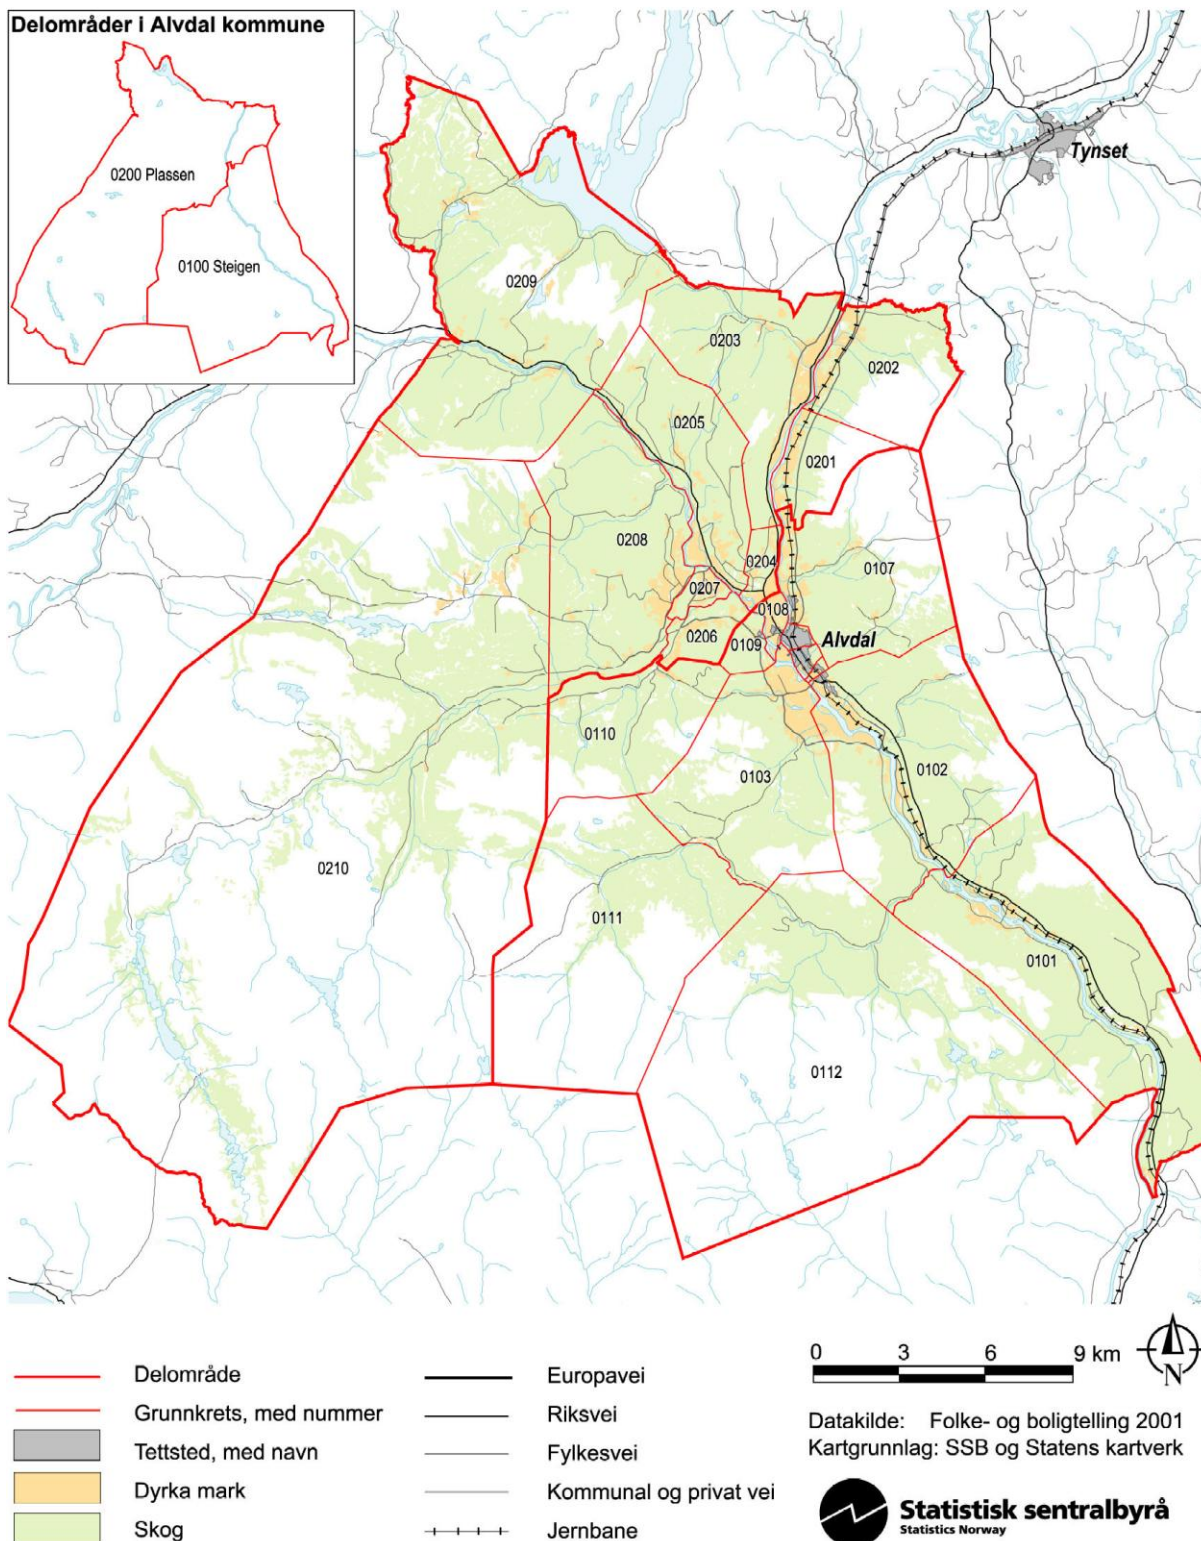 Delområder i Alvdal kommune
0200 Plassen
0100 Steigen
Tynset
0209
0203
0202
0205
0201
0208
0204
0107
0207
0108
0206
0109
Alvdal
0110
0103
0102
0210
0111
0101
0112
Delområde
Grunnkrets, med nummer
Tettsted, med navn
Dyrka mark
Skog
Europavei
Riksvei
Fylkesvei
Kommunal og privat vei
Jernbane
0 3 6 9 km
N
Datakilde: Folke- og boligtelling 2001
Kartgrunnlag: SSB og Statens kartverk
Statistisk sentralbyrå
Statistics Norway